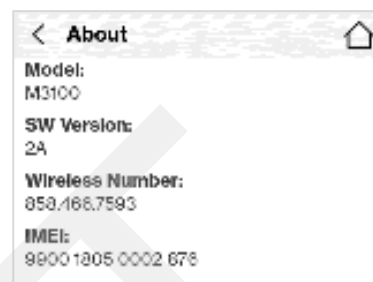 About
Model:
M3100
SW Version:
2A
Wireless Number:
858.466.7593
IMEI:
9900 1805 0002 676